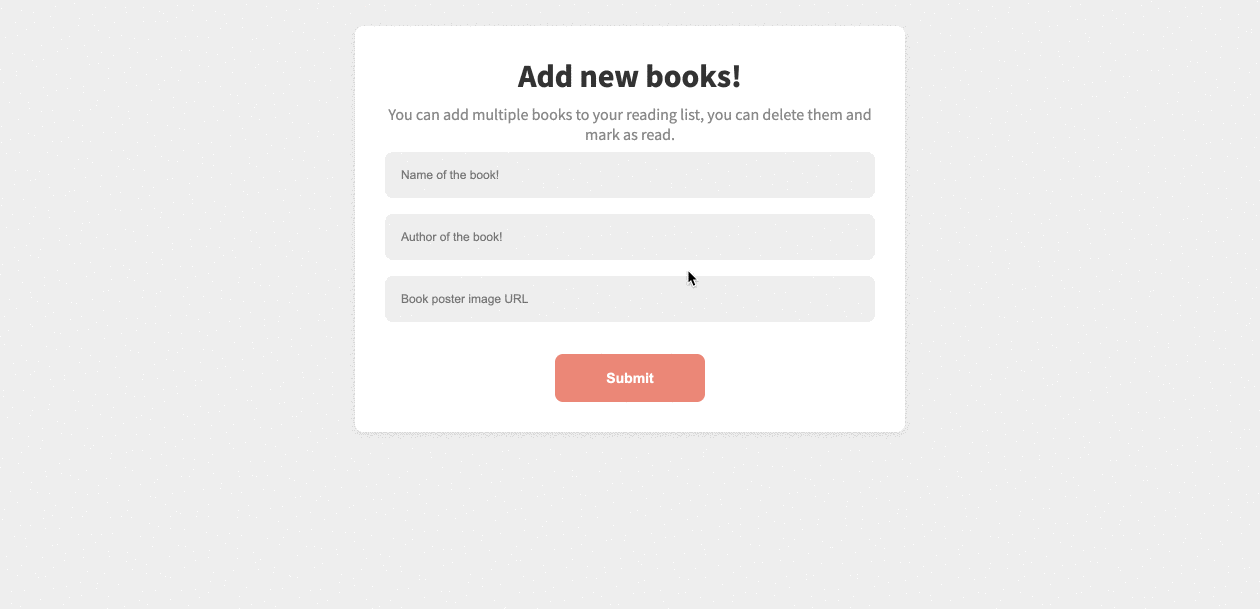 Add new books!
You can add multiple books to your reading list, you can delete them and
mark as read.
Name of the book!
Author of the book!
Book poster image URL
Submit